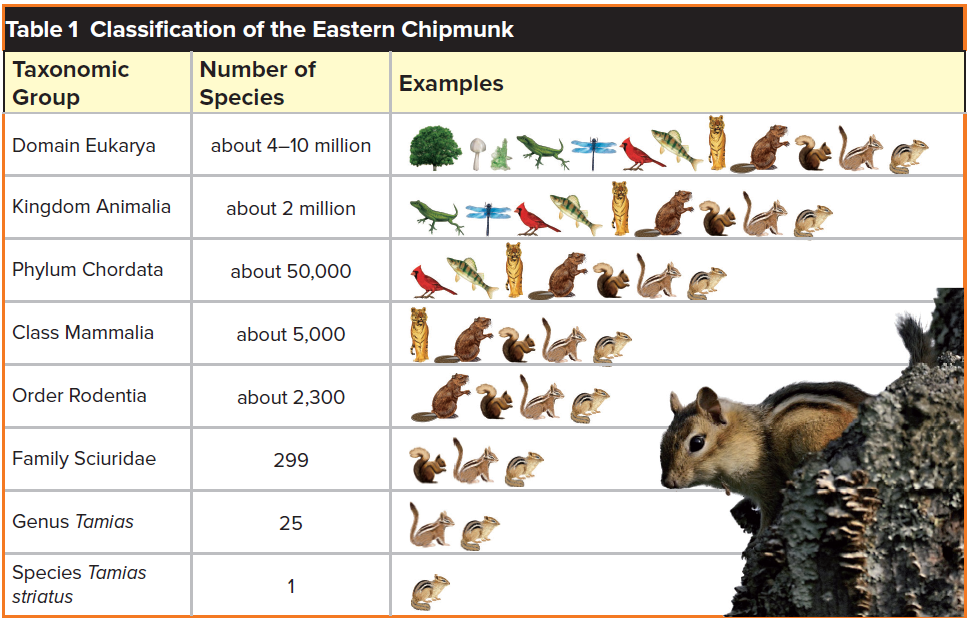 Table 1 Classification of the Eastern Chipmunk
Taxonomic
Group
Number of
Species
Examples
Domain Eukarya
about 4–10 million
Kingdom Animalia
about 2 million
Phylum Chordata
about 50,000
Class Mammalia
about 5,000
Order Rodentia
about 2,300
Family Sciuridae
299
Genus Tamias
25
Species Tamias
striatus
1